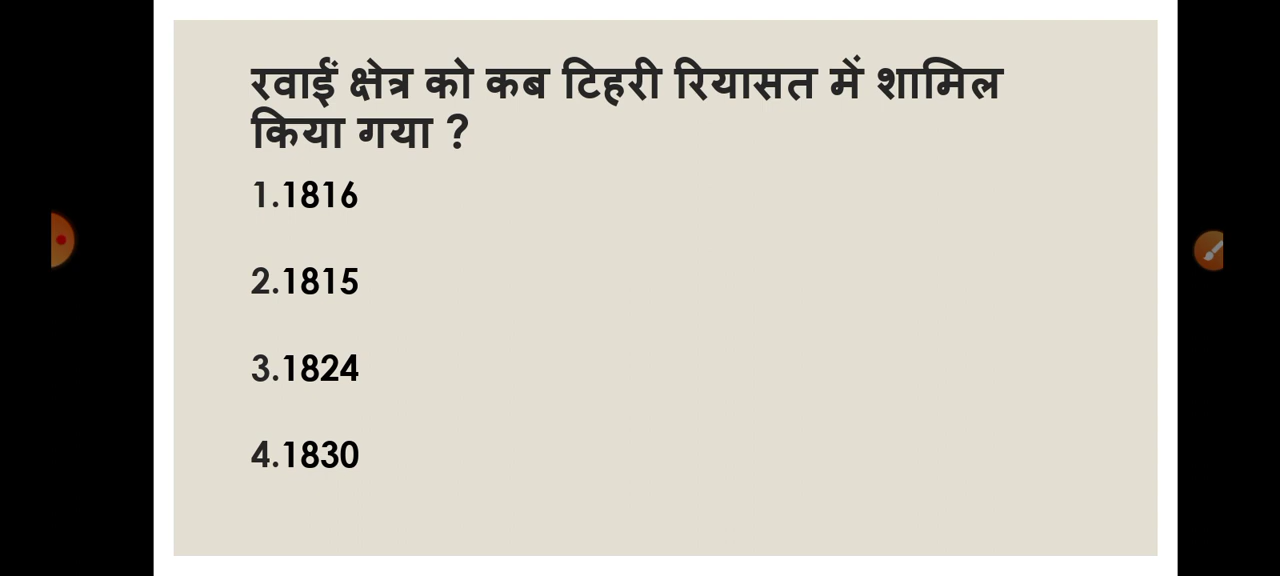 रवाईं क्षेत्र को कब टिहरी रियासत में शामिल
किया गया ?
1.1816
2.1815
3.1824
4.1830